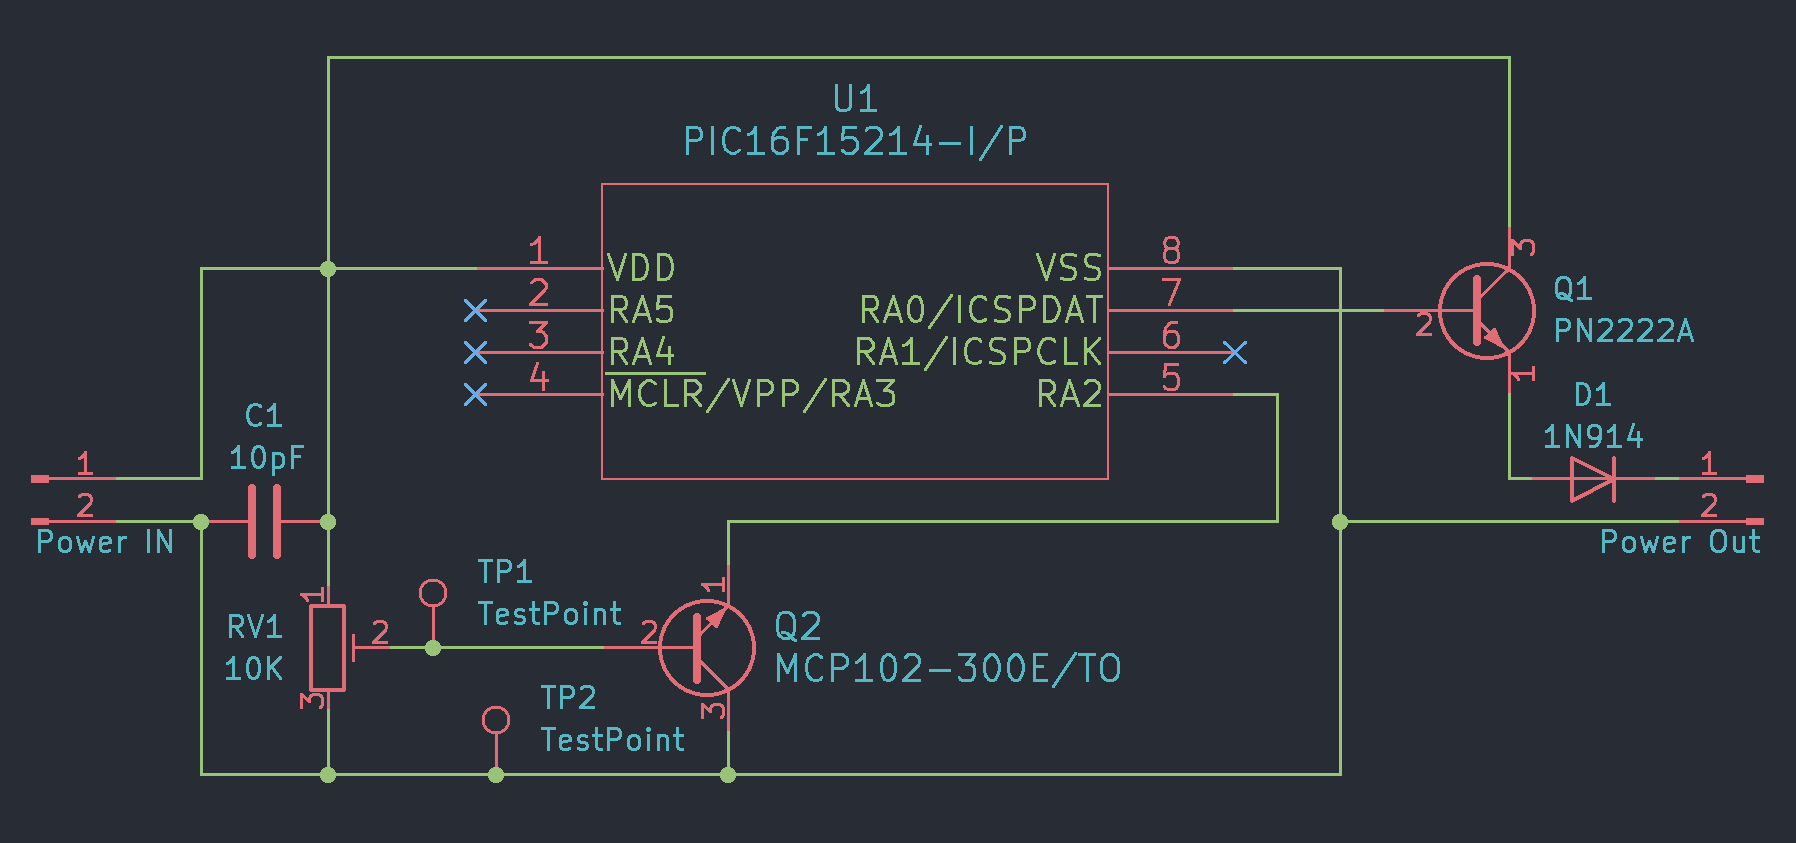 U1
PIC16F15214-I/P
1
VDD
2
RA5
3
RA4
4
MCLR/VPP/RA3
VSS
8
RA0/ICSPDAT
7
RA1/ICSPCLK
6
RA2
5
3
Q1
2
PN2222A
1
D1
1N914
C1
10pF
1
2
Power IN
1
2
Power Out
TP1
TestPoint
1
RV1
2
10K
3
1
2
Q2
MCP102-300E/TO
3
TP2
TestPoint